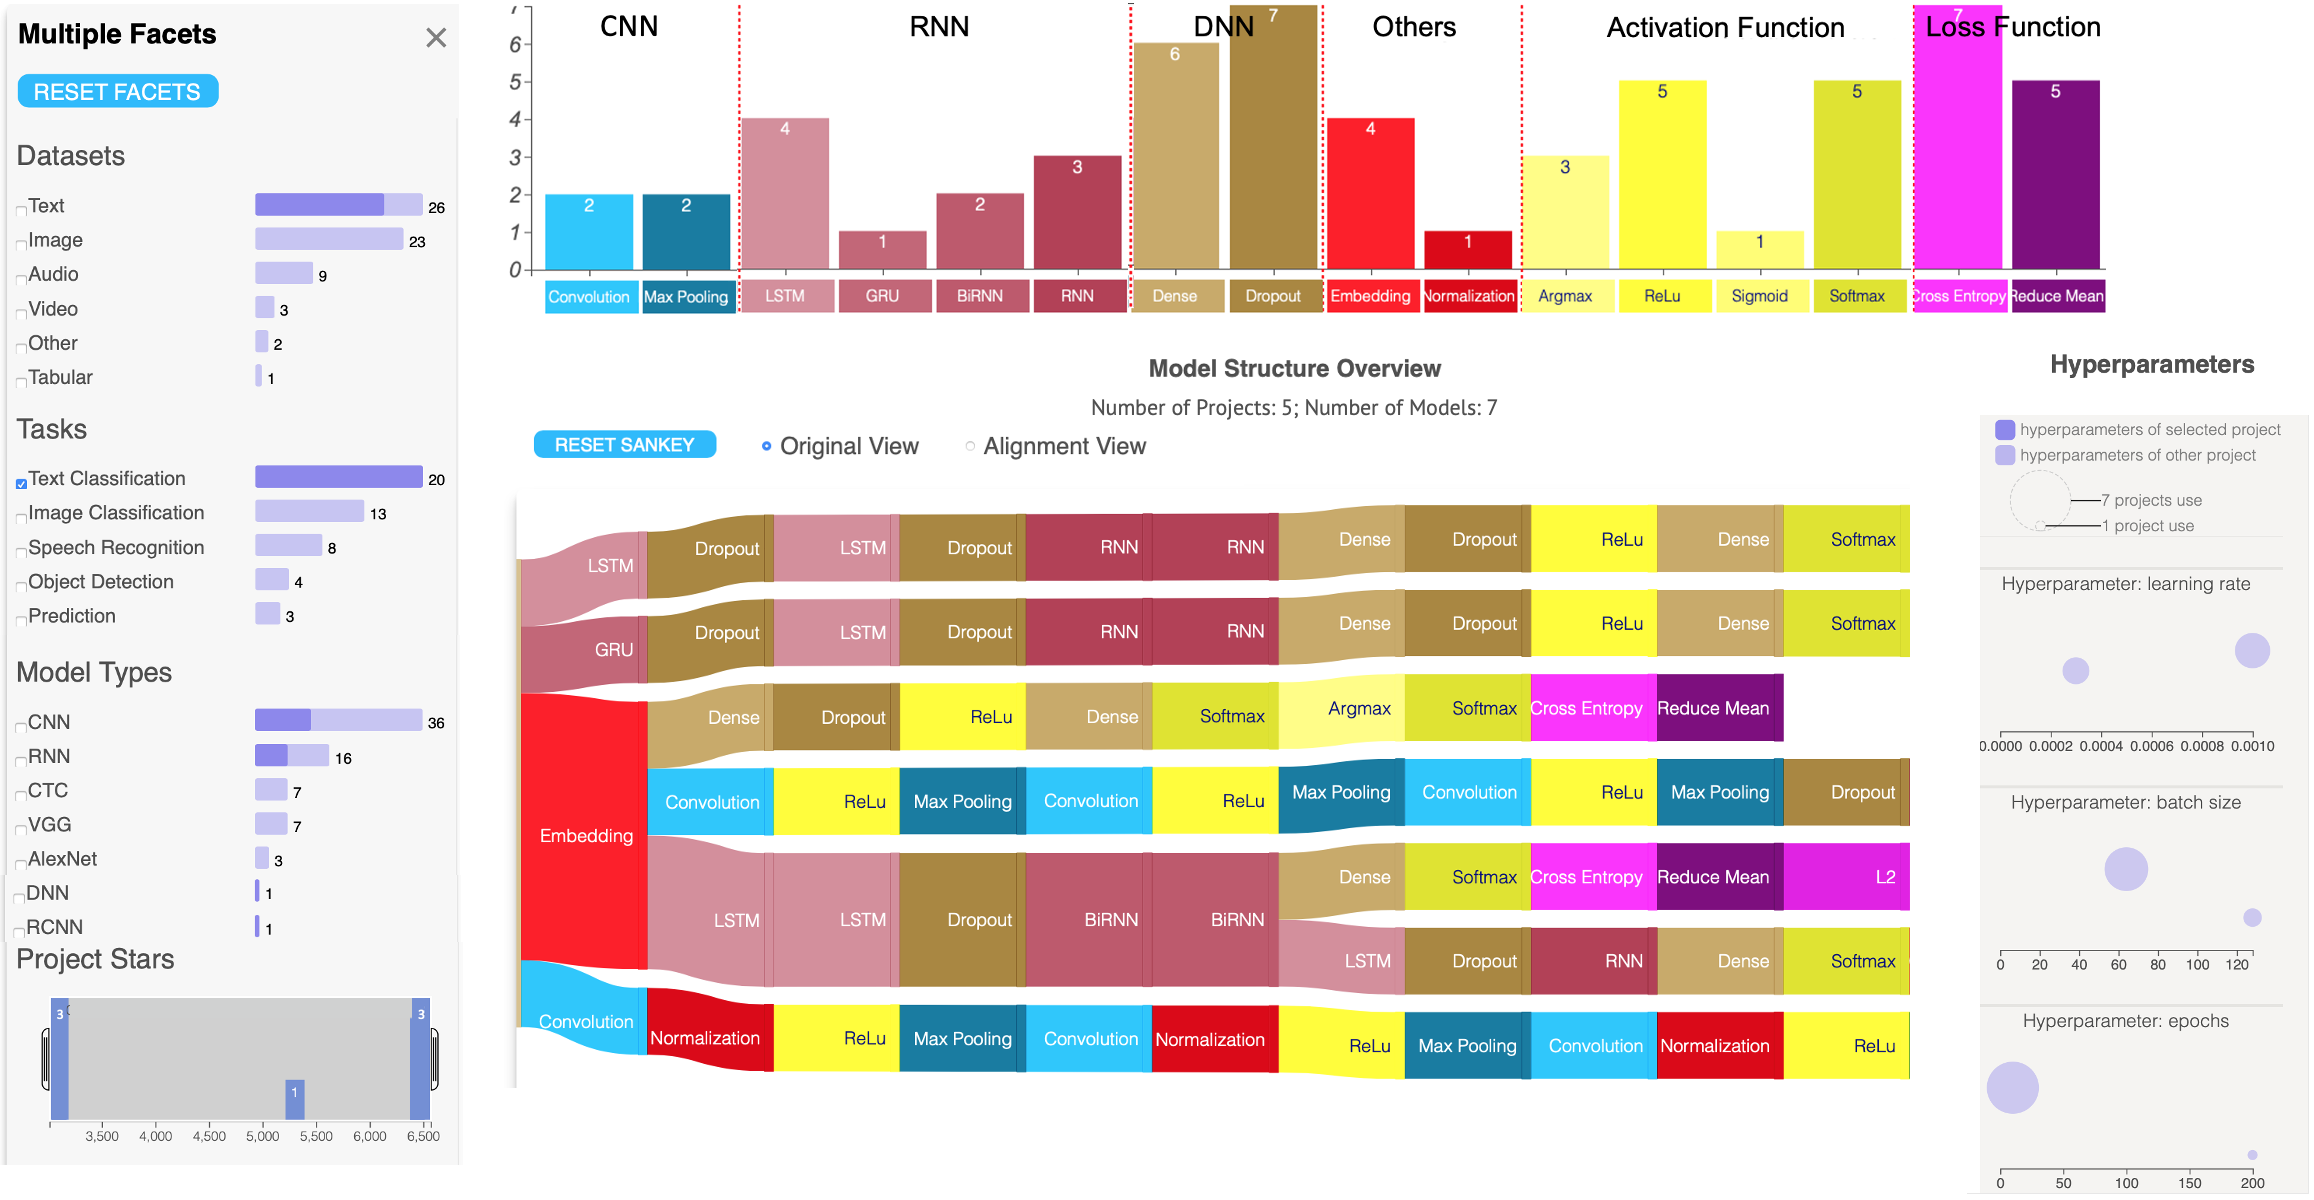 Multiple Facets
RESET FACETS
Datasets
Text 26
Image 23
Audio 9
Video 3
Other 2
Tabular 1
Tasks
Text Classification 20
Image Classification 13
Speech Recognition 8
Object Detection 4
Prediction 3
Model Types
CNN 36
RNN 16
CTC 7
VGG 7
AlexNet 3
DNN 1
RCNN 1
Project Stars
3 1 3
3,500 4,000 4,500 5,000 5,500 6,000 6,500
CNN RNN DNN Others Activation Function Loss Function
7
6
5
4
3
2
1
0
2 2 4 1 2 3 6 7 4 1 3 5 1 5 7 5
Convolution Max Pooling LSTM GRU BiRNN RNN Dense Dropout Embedding Normalization Argmax ReLu Sigmoid Softmax Cross Entropy Reduce Mean
Model Structure Overview
Number of Projects: 5; Number of Models: 7
RESET SANKEY Original View Alignment View
LSTM Dropout LSTM Dropout RNN RNN Dense Dropout ReLu Dense Softmax
GRU Dropout LSTM Dropout RNN RNN Dense Dropout ReLu Dense Softmax
Dense Dropout ReLu Dense Softmax Argmax Softmax Cross Entropy Reduce Mean
Convolution ReLu Max Pooling Convolution ReLu Max Pooling Convolution ReLu Max Pooling Dropout
Embedding
Dense Softmax Cross Entropy Reduce Mean L2
LSTM LSTM Dropout BiRNN BiRNN
LSTM Dropout RNN Dense Softmax
Convolution Normalization ReLu Max Pooling Convolution Normalization ReLu Max Pooling Convolution Normalization ReLu
Hyperparameters
hyperparameters of selected project
hyperparameters of other project
7 projects use
1 project use
Hyperparameter: learning rate
0.0000 0.0002 0.0004 0.0006 0.0008 0.0010
Hyperparameter: batch size
0 20 40 60 80 100 120
Hyperparameter: epochs
0 50 100 150 200